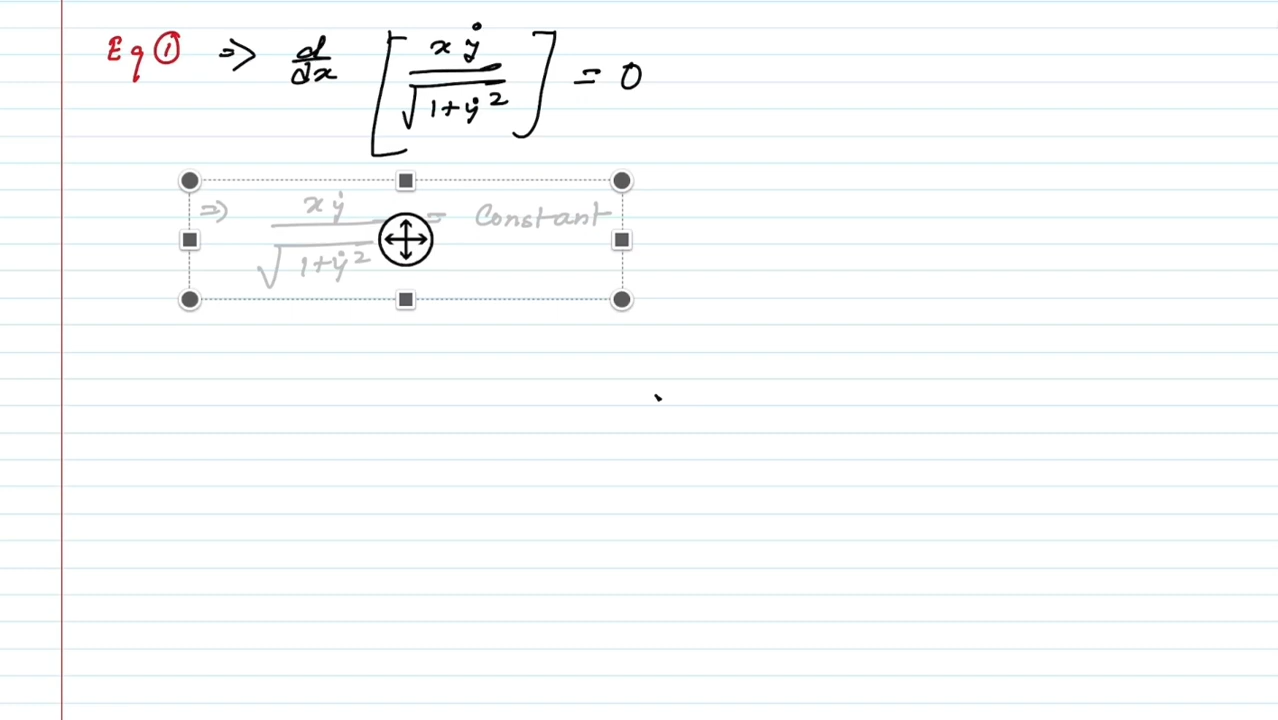 Eq ① ⇒ d/dx [ xẏ / √(1+ẏ²) ] = 0
⇒ xẏ / √(1+ẏ²) = Constant